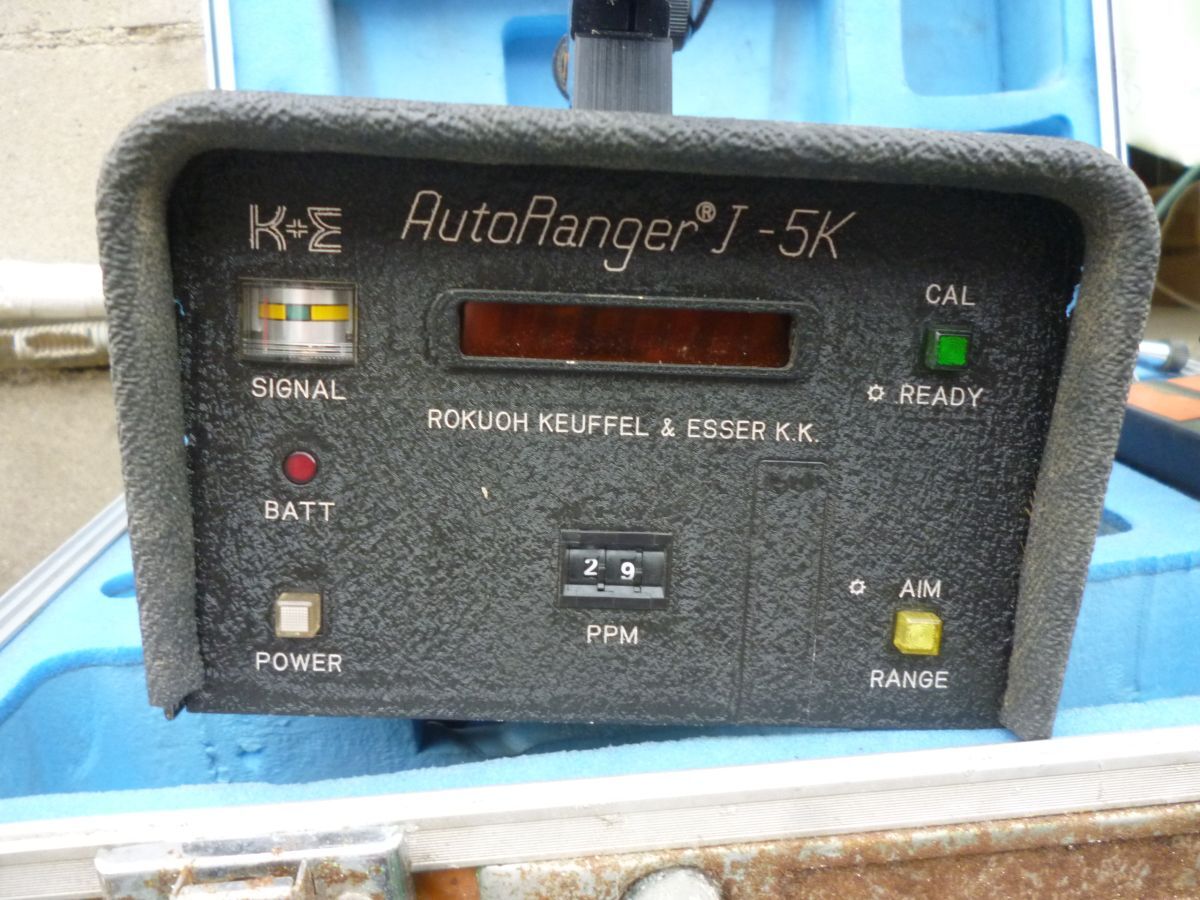 K+E
AutoRanger® I-5K
CAL
SIGNAL
READY
ROKUOH KEUFFEL & ESSER K.K.
BATT
2 9
AIM
PPM
POWER
RANGE